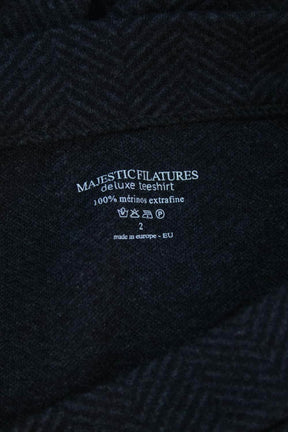 MAJESTIC FILATURES
deluxe teeshirt
100% mérinos extrafine
P
2
made in europe - EU